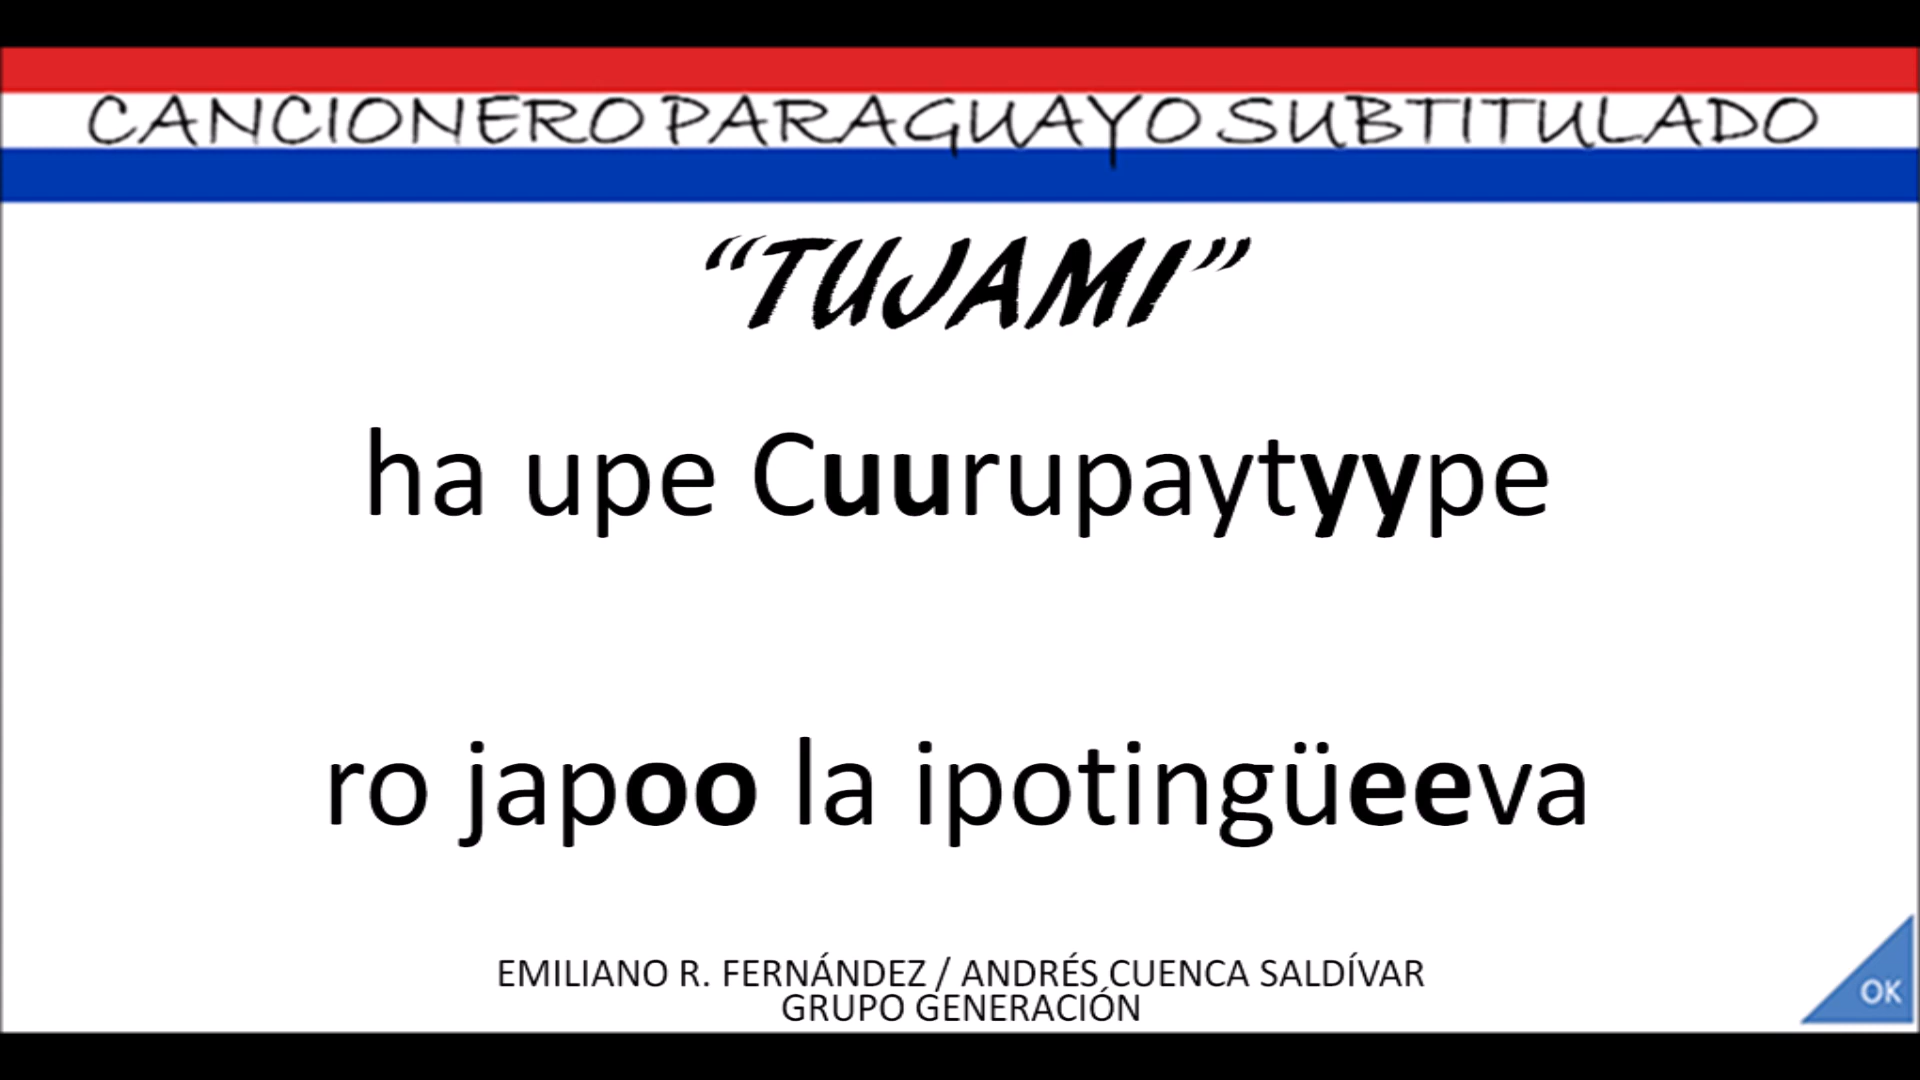 CANCIONERO PARAGUAYO SUBTITULADO
“TUJAMI”
ha upe Cuurupaytyype
ro japoo la ipotingüeeva
EMILIANO R. FERNÁNDEZ / ANDRÉS CUENCA SALDÍVAR
GRUPO GENERACIÓN
OK